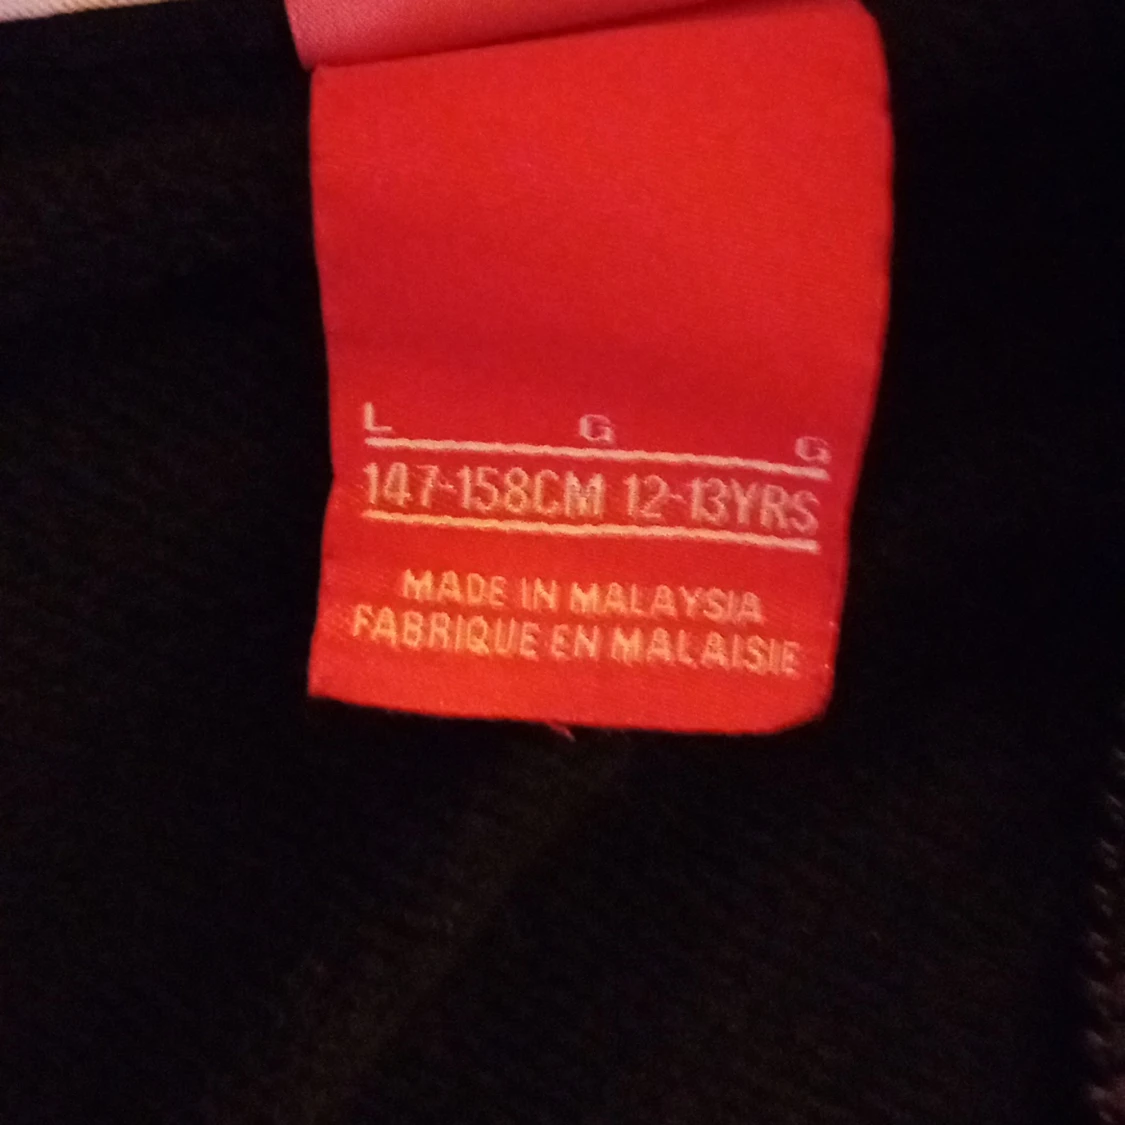 L G G
147-158CM 12-13YRS
MADE IN MALAYSIA
FABRIQUE EN MALAISIE